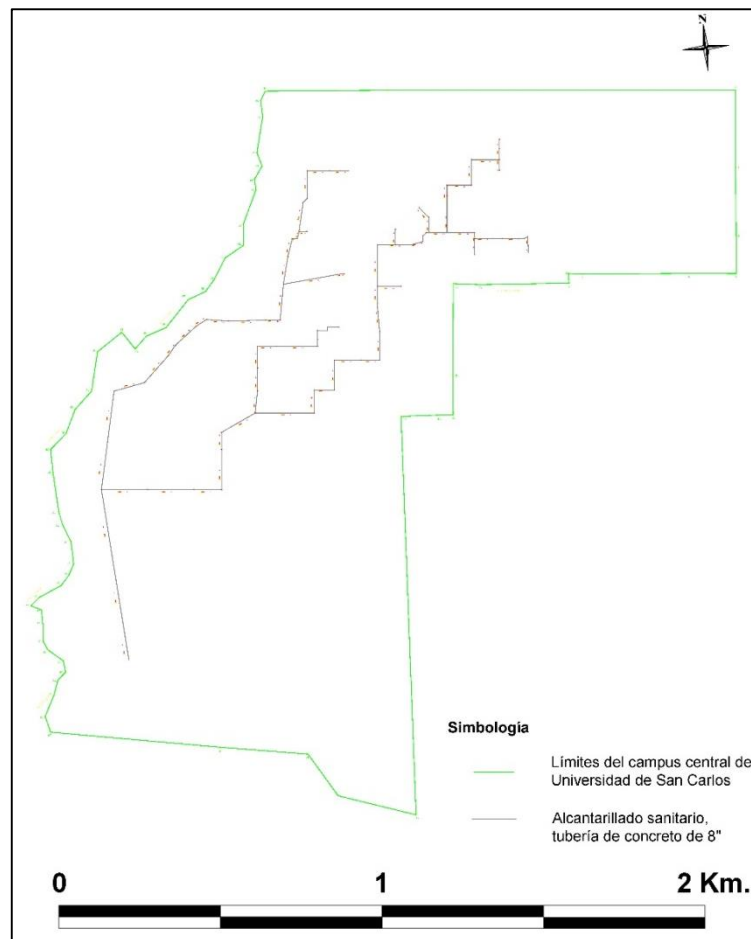 N
Simbología
Límites del campus central de
Universidad de San Carlos
Alcantarillado sanitario,
tubería de concreto de 8"
0 1 2 Km.